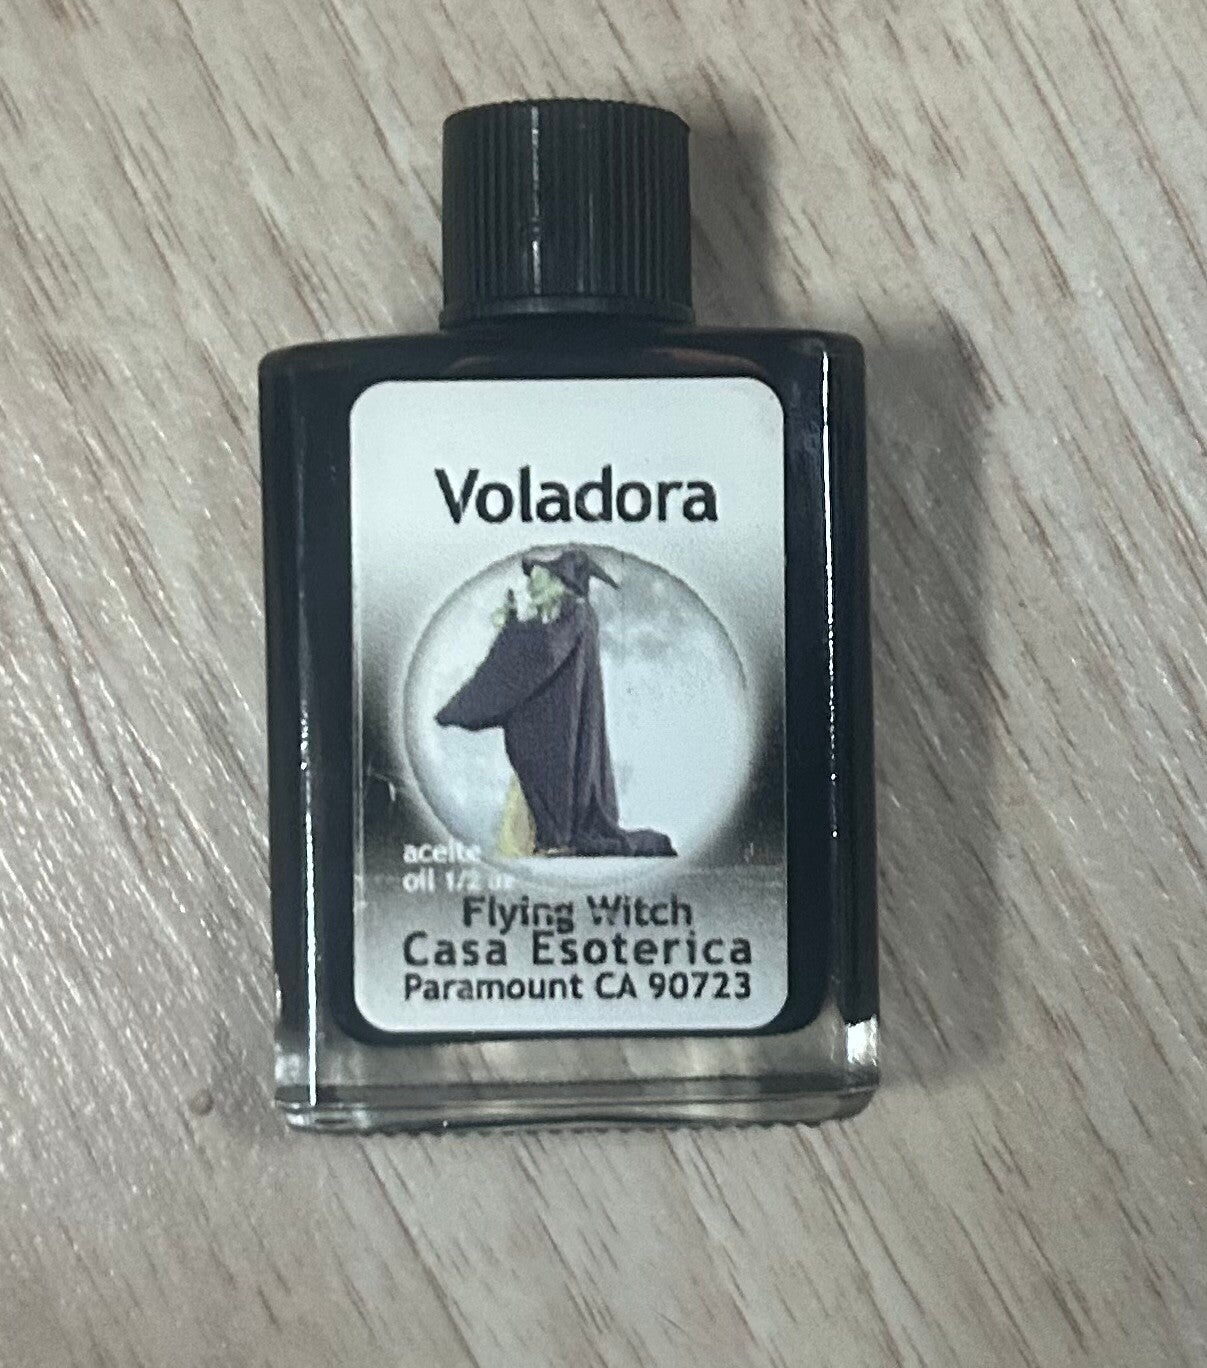 Voladora
aceite
oil 1/2 oz
Flying Witch
Casa Esoterica
Paramount CA 90723